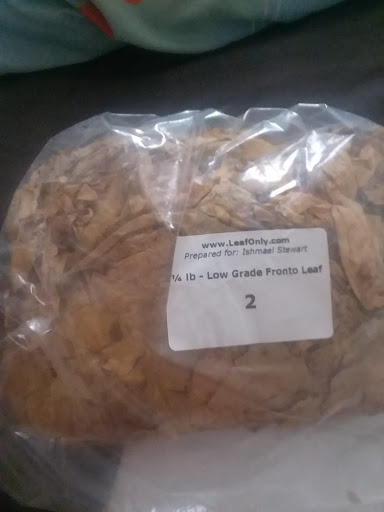 www.LeafOnly.com
Prepared for: Ishmael Stewart
¼ lb - Low Grade Fronto Leaf
2